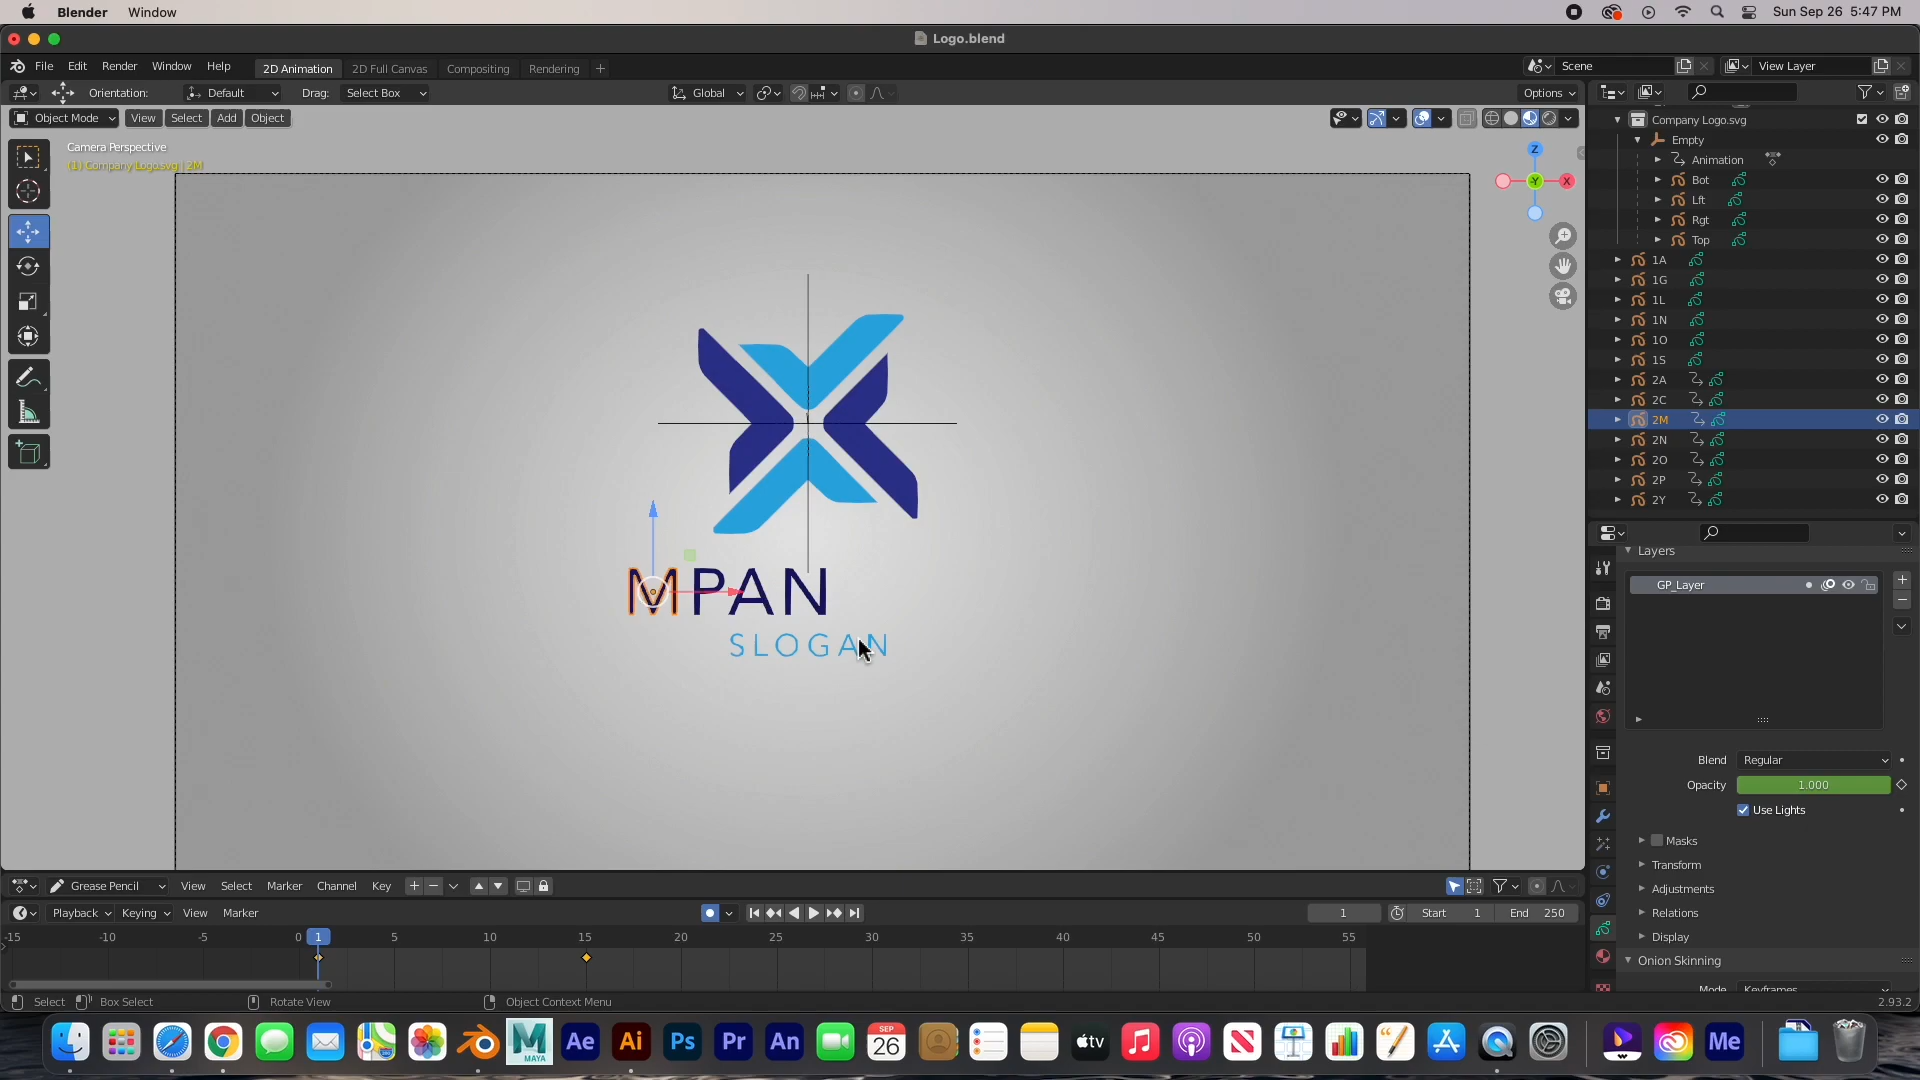 Blender Window Sun Sep 26 5:47 PM
Logo.blend
File Edit Render Window Help 2D Animation 2D Full Canvas Compositing Rendering + Scene View Layer
Orientation: Default Drag: Select Box Global Options
Object Mode View Select Add Object
Camera Perspective
(1) Company Logo.svg | 2M
Z
-Y X
Company Logo.svg
Empty
Animation
Bot
Lft
Rgt
Top
1A
1G
1L
1N
1O
1S
2A
2C
2M
2N
2O
2P
2Y
MPAN
SLOGAN
Layers
GP_Layer
Blend Regular
Opacity 1.000
Use Lights
Masks
Transform
Adjustments
Relations
Display
Onion Skinning
Mode Keyframes
Grease Pencil View Select Marker Channel Key
Playback Keying View Marker 1 Start 1 End 250
-15 -10 -5 0 1 5 10 15 20 25 30 35 40 45 50 55
Select Box Select Rotate View Object Context Menu 2.93.2
MAYA Ae Ai Ps Pr An SEP 26 tv Me